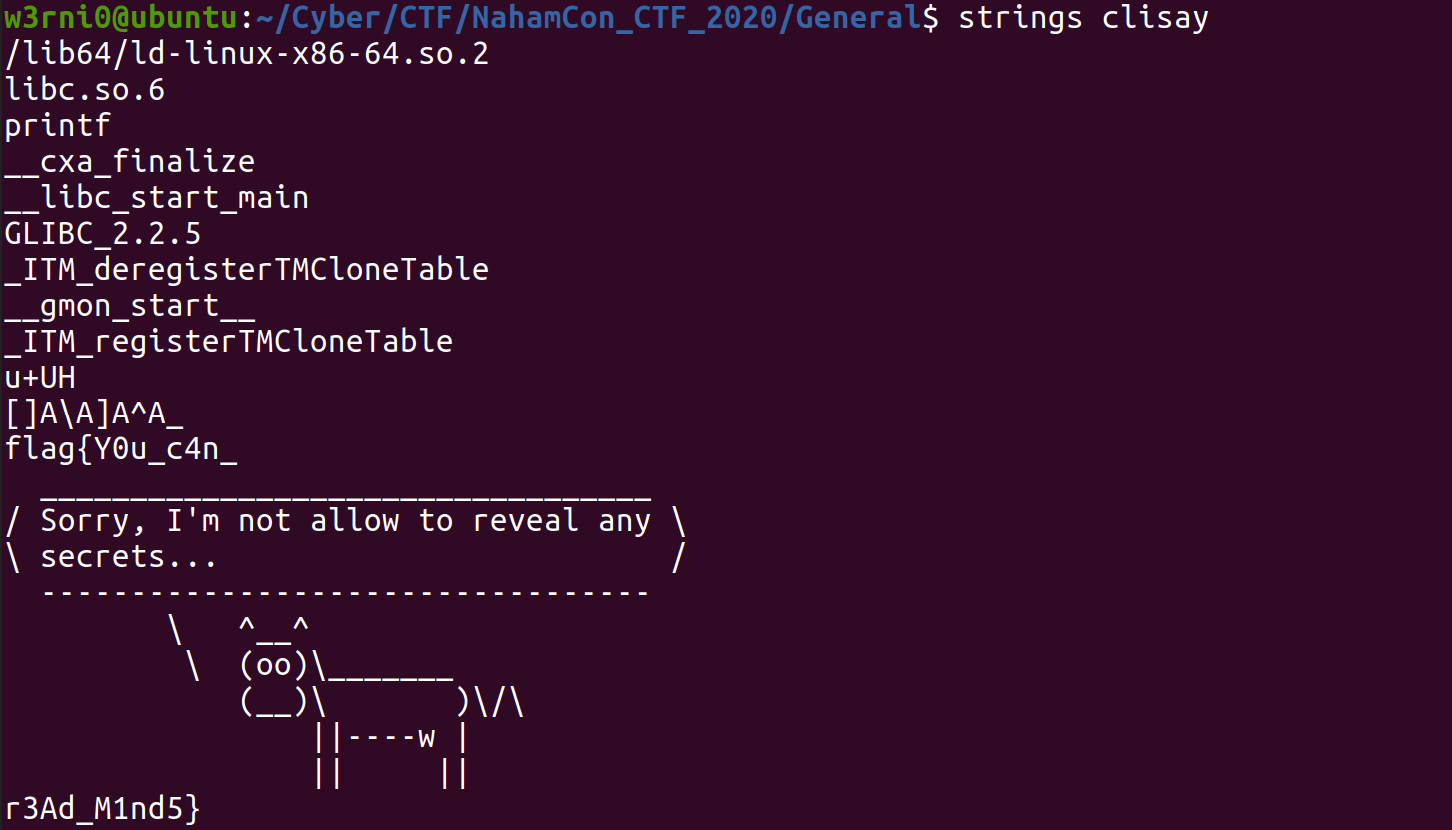 w3rni0@ubuntu:~/Cyber/CTF/NahamCon_CTF_2020/General$ strings clisay
/lib64/ld-linux-x86-64.so.2
libc.so.6
printf
__cxa_finalize
__libc_start_main
GLIBC_2.2.5
_ITM_deregisterTMCloneTable
__gmon_start__
_ITM_registerTMCloneTable
u+UH
[]A\A]A^A_
flag{Y0u_c4n_
  __________________________________
/ Sorry, I'm not allow to reveal any \
\ secrets...                         /
  ----------------------------------
         \   ^__^
          \  (oo)\_______
             (__)\       )\/\
                 ||----w |
                 ||     ||
r3Ad_M1nd5}